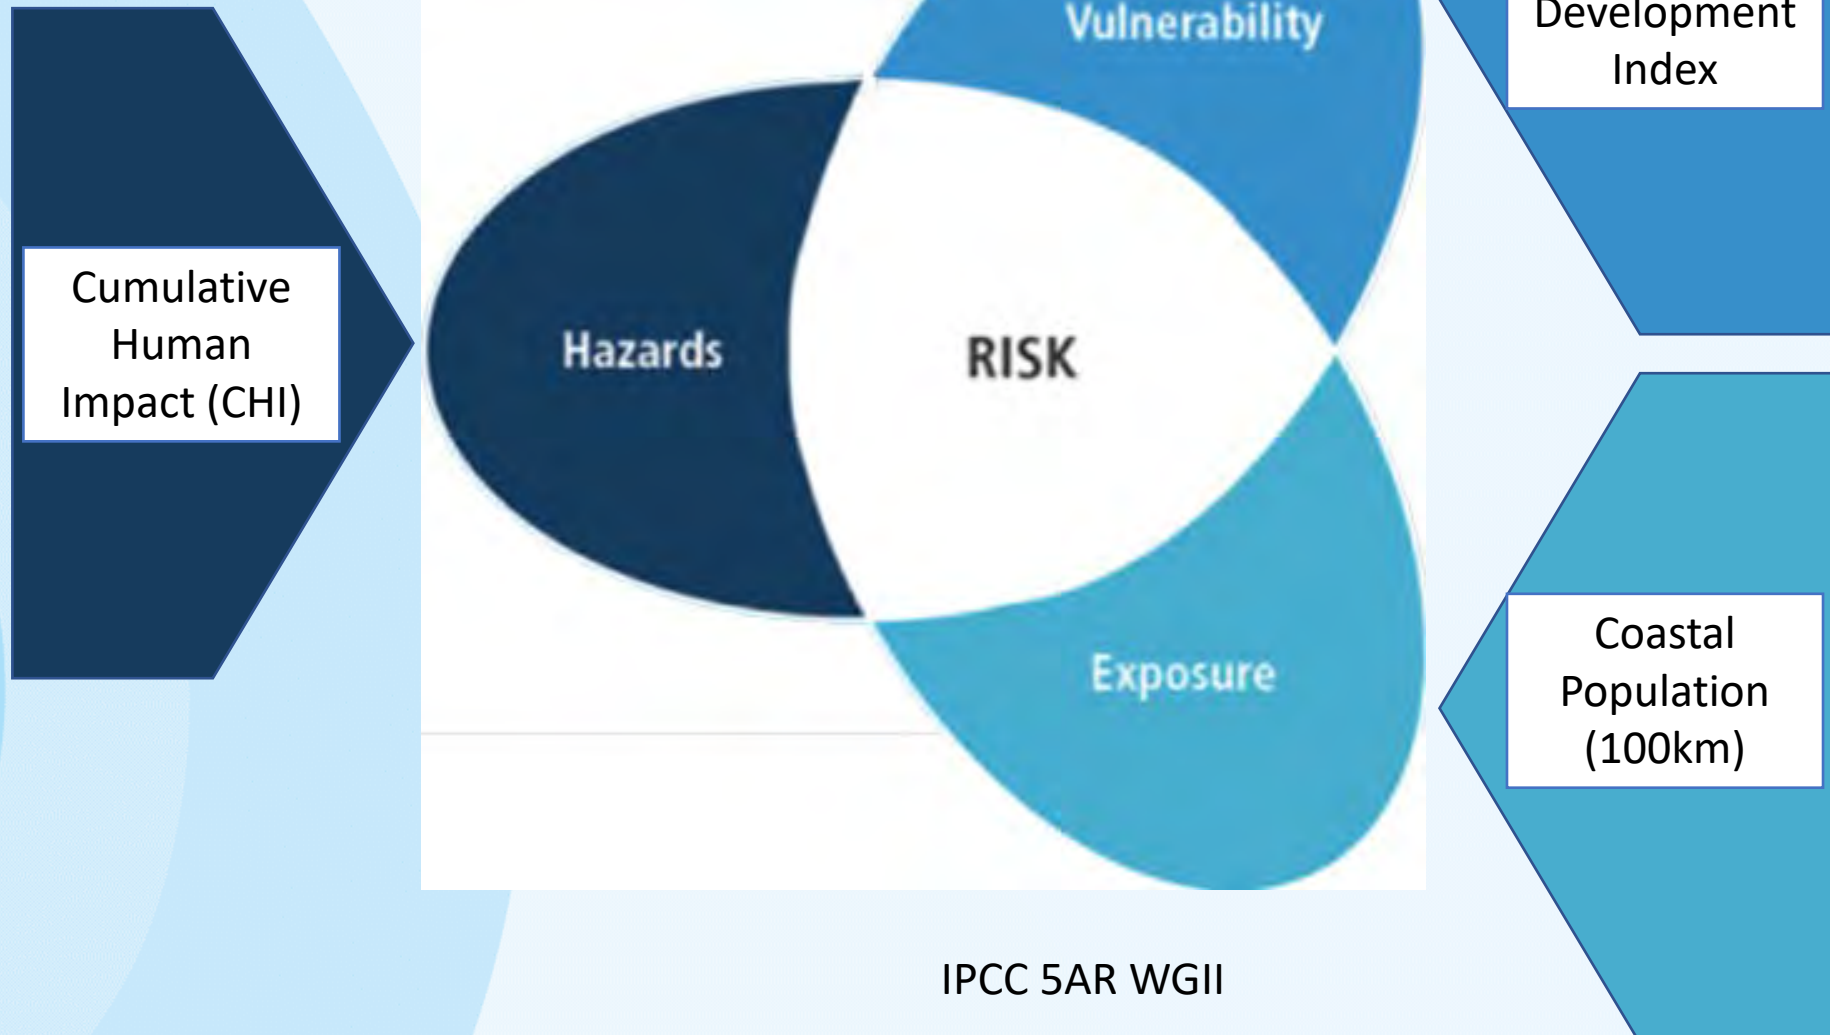 Vulnerability
Development
Index
Cumulative
Human
Impact (CHI)
Hazards
RISK
Exposure
Coastal
Population
(100km)
IPCC 5AR WGII